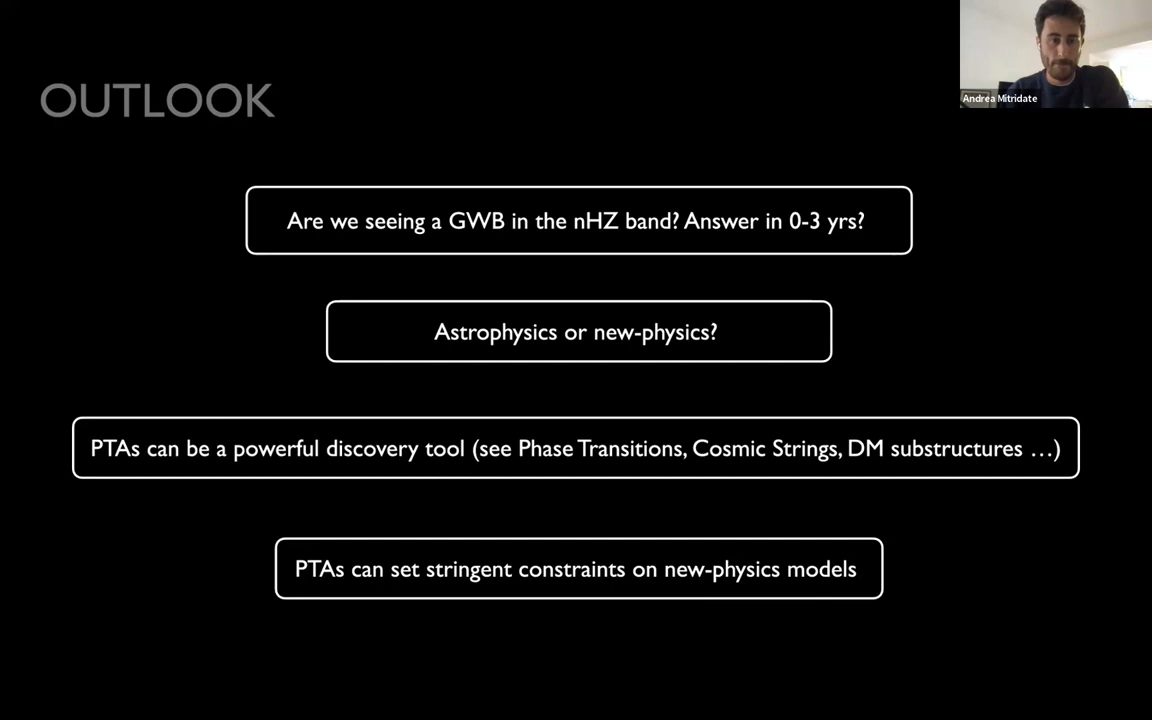 Andrea Mitridate
OUTLOOK
Are we seeing a GWB in the nHZ band? Answer in 0-3 yrs?
Astrophysics or new-physics?
PTAs can be a powerful discovery tool (see Phase Transitions, Cosmic Strings, DM substructures …)
PTAs can set stringent constraints on new-physics models